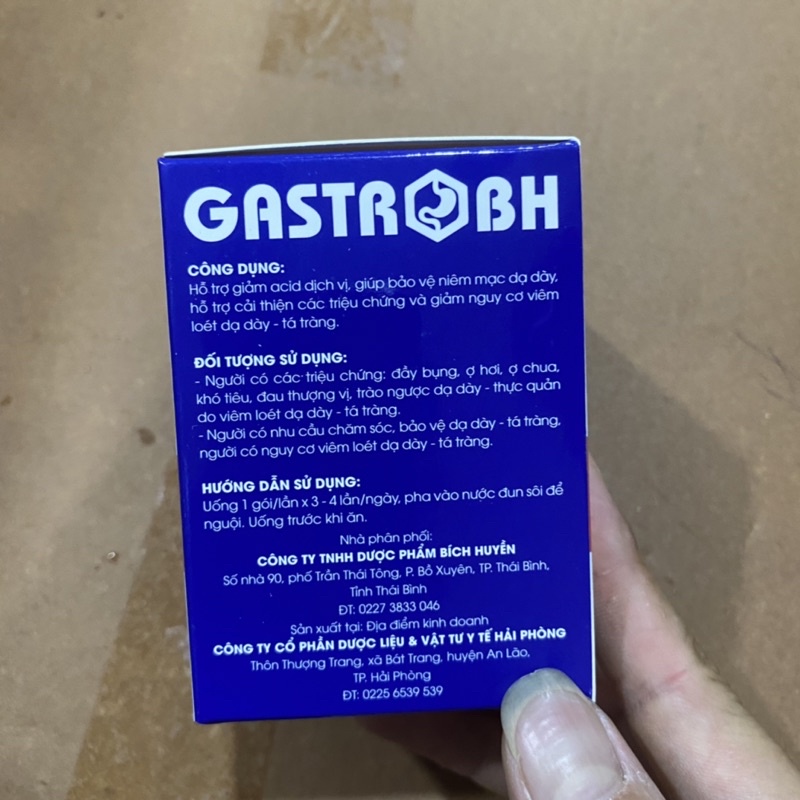 GASTROBH
CÔNG DỤNG:
Hỗ trợ giảm acid dịch vị, giúp bảo vệ niêm mạc dạ dày,
hỗ trợ cải thiện các triệu chứng và giảm nguy cơ viêm
loét dạ dày - tá tràng.
ĐỐI TƯỢNG SỬ DỤNG:
- Người có các triệu chứng: đầy bụng, ợ hơi, ợ chua,
khó tiêu, đau thượng vị, trào ngược dạ dày - thực quản
do viêm loét dạ dày - tá tràng.
- Người có nhu cầu chăm sóc, bảo vệ dạ dày - tá tràng,
người có nguy cơ viêm loét dạ dày - tá tràng.
HƯỚNG DẪN SỬ DỤNG:
Uống 1 gói/lần x 3 - 4 lần/ngày, pha vào nước đun sôi để
nguội. Uống trước khi ăn.
Nhà phân phối:
CÔNG TY TNHH DƯỢC PHẨM BÍCH HUYỀN
Số nhà 90, phố Trần Thái Tông, P. Bồ Xuyên, TP. Thái Bình,
Tỉnh Thái Bình
ĐT: 0227 3833 046
Sản xuất tại: Địa điểm kinh doanh
CÔNG TY CỔ PHẦN DƯỢC LIỆU & VẬT TƯ Y TẾ HẢI PHÒNG
Thôn Thượng Trang, xã Bát Trang, huyện An Lão,
TP. Hải Phòng
ĐT: 0225 6539 539